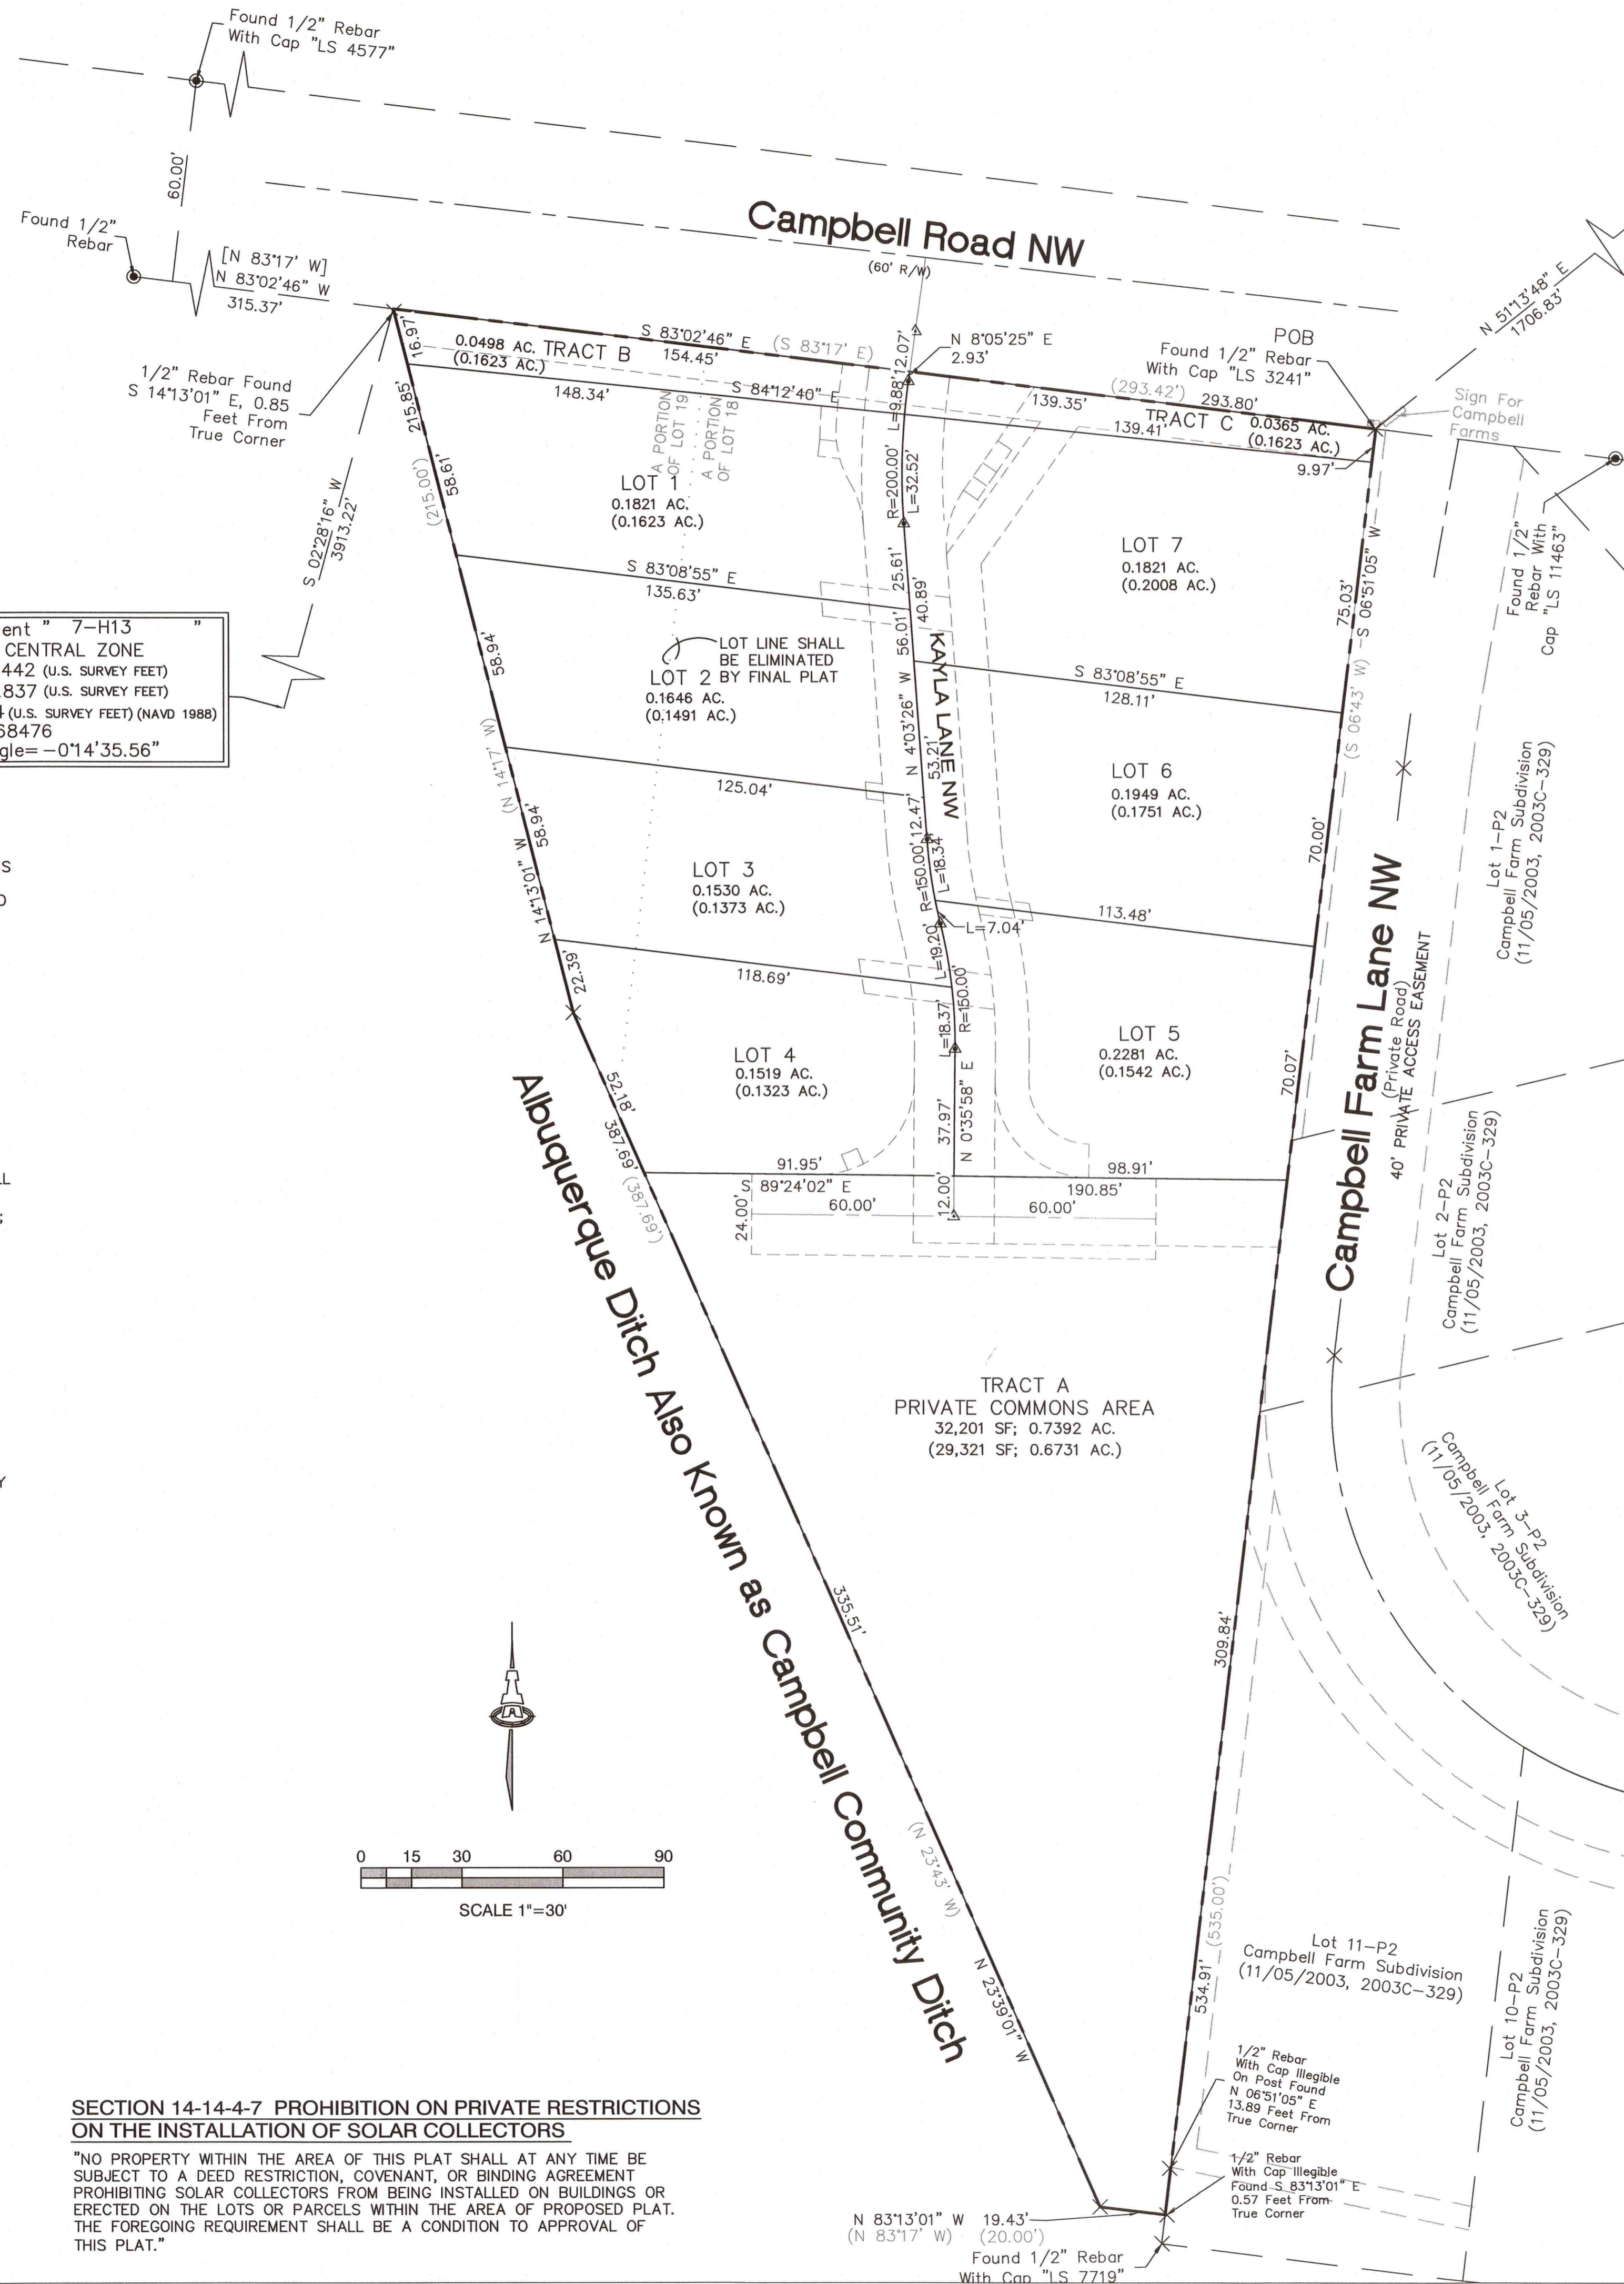 Found 1/2" Rebar
With Cap "LS 4577"
60.00'
Found 1/2"
Rebar
[N 83°17' W]
N 83°02'46" W
315.37'
Campbell Road NW
(60' R/W)
1/2" Rebar Found
S 14°13'01" E, 0.85
Feet From
True Corner
S 02°28'16" W
3913.22'
16.97'
215.85'
(215.00')
58.61'
0.0498 AC. TRACT B
(0.1623 AC.)
S 83°02'46" E (S 83°17' E)
154.45'
148.34'
S 84°12'40" E
12.07'
N 8°05'25" E
2.93'
L=9.88'
POB
Found 1/2" Rebar
With Cap "LS 3241"
N 51°13'48" E
1706.83'
(293.42') 293.80'
139.35'
TRACT C 0.0365 AC.
(0.1623 AC.)
139.41'
9.97'
Sign For
Campbell
Farms
Found 1/2"
Rebar With
Cap "LS 11463"
A PORTION
OF LOT 19
A PORTION
OF LOT 18
LOT 1
0.1821 AC.
(0.1623 AC.)
R=200.00'
L=32.52'
25.61'
40.89'
LOT 7
0.1821 AC.
(0.2008 AC.)
75.03'
S 06°51'05" W
(S 06°43' W)
S 83°08'55" E
135.63'
ent " 7-H13 "
CENTRAL ZONE
442 (U.S. SURVEY FEET)
.837 (U.S. SURVEY FEET)
4 (U.S. SURVEY FEET) (NAVD 1988)
68476
gle= -0°14'35.56"
58.94'
LOT LINE SHALL
BE ELIMINATED
BY FINAL PLAT
LOT 2
0.1646 AC.
(0.1491 AC.)
56.01'
N 4°03'26" W
53.21'
KAYLA LANE NW
S 83°08'55" E
128.11'
LOT 6
0.1949 AC.
(0.1751 AC.)
70.00'
(N 14°17' W)
N 14°13'01" W
58.94'
125.04'
12.47'
R=150.00'
L=18.34'
LOT 3
0.1530 AC.
(0.1373 AC.)
113.48'
L=7.04'
L=19.20'
22.39'
118.69'
L=18.37'
R=150.00'
LOT 4
0.1519 AC.
(0.1323 AC.)
LOT 5
0.2281 AC.
(0.1542 AC.)
70.07'
52.18'
387.69' (387.69')
37.97'
N 0°35'58" E
91.95'
S 89°24'02" E
98.91'
190.85'
24.00'
60.00'
12.00'
60.00'
Campbell Farm Lane NW
(Private Road)
40' PRIVATE ACCESS EASEMENT
Lot 1-P2
Campbell Farm Subdivision
(11/05/2003, 2003C-329)
Lot 2-P2
Campbell Farm Subdivision
(11/05/2003, 2003C-329)
Lot 3-P2
Campbell Farm Subdivision
(11/05/2003, 2003C-329)
Albuquerque Ditch Also Known as Campbell Community Ditch
TRACT A
PRIVATE COMMONS AREA
32,201 SF; 0.7392 AC.
(29,321 SF; 0.6731 AC.)
335.51'
309.84'
(N 23°43' W)
N 23°39'01" W
534.91' (535.00')
S
O
LL
;
Y
A
0 15 30 60 90
SCALE 1"=30'
Lot 11-P2
Campbell Farm Subdivision
(11/05/2003, 2003C-329)
Lot 10-P2
Campbell Farm Subdivision
(11/05/2003, 2003C-329)
1/2" Rebar
With Cap Illegible
On Post Found
N 06°51'05" E
13.89 Feet From
True Corner
1/2" Rebar
With Cap Illegible
Found S 83°13'01" E
0.57 Feet From
True Corner
N 83°13'01" W 19.43'
(N 83°17' W) (20.00')
Found 1/2" Rebar
With Cap "LS 7719"
SECTION 14-14-4-7 PROHIBITION ON PRIVATE RESTRICTIONS
ON THE INSTALLATION OF SOLAR COLLECTORS
"NO PROPERTY WITHIN THE AREA OF THIS PLAT SHALL AT ANY TIME BE
SUBJECT TO A DEED RESTRICTION, COVENANT, OR BINDING AGREEMENT
PROHIBITING SOLAR COLLECTORS FROM BEING INSTALLED ON BUILDINGS OR
ERECTED ON THE LOTS OR PARCELS WITHIN THE AREA OF PROPOSED PLAT.
THE FOREGOING REQUIREMENT SHALL BE A CONDITION TO APPROVAL OF
THIS PLAT."